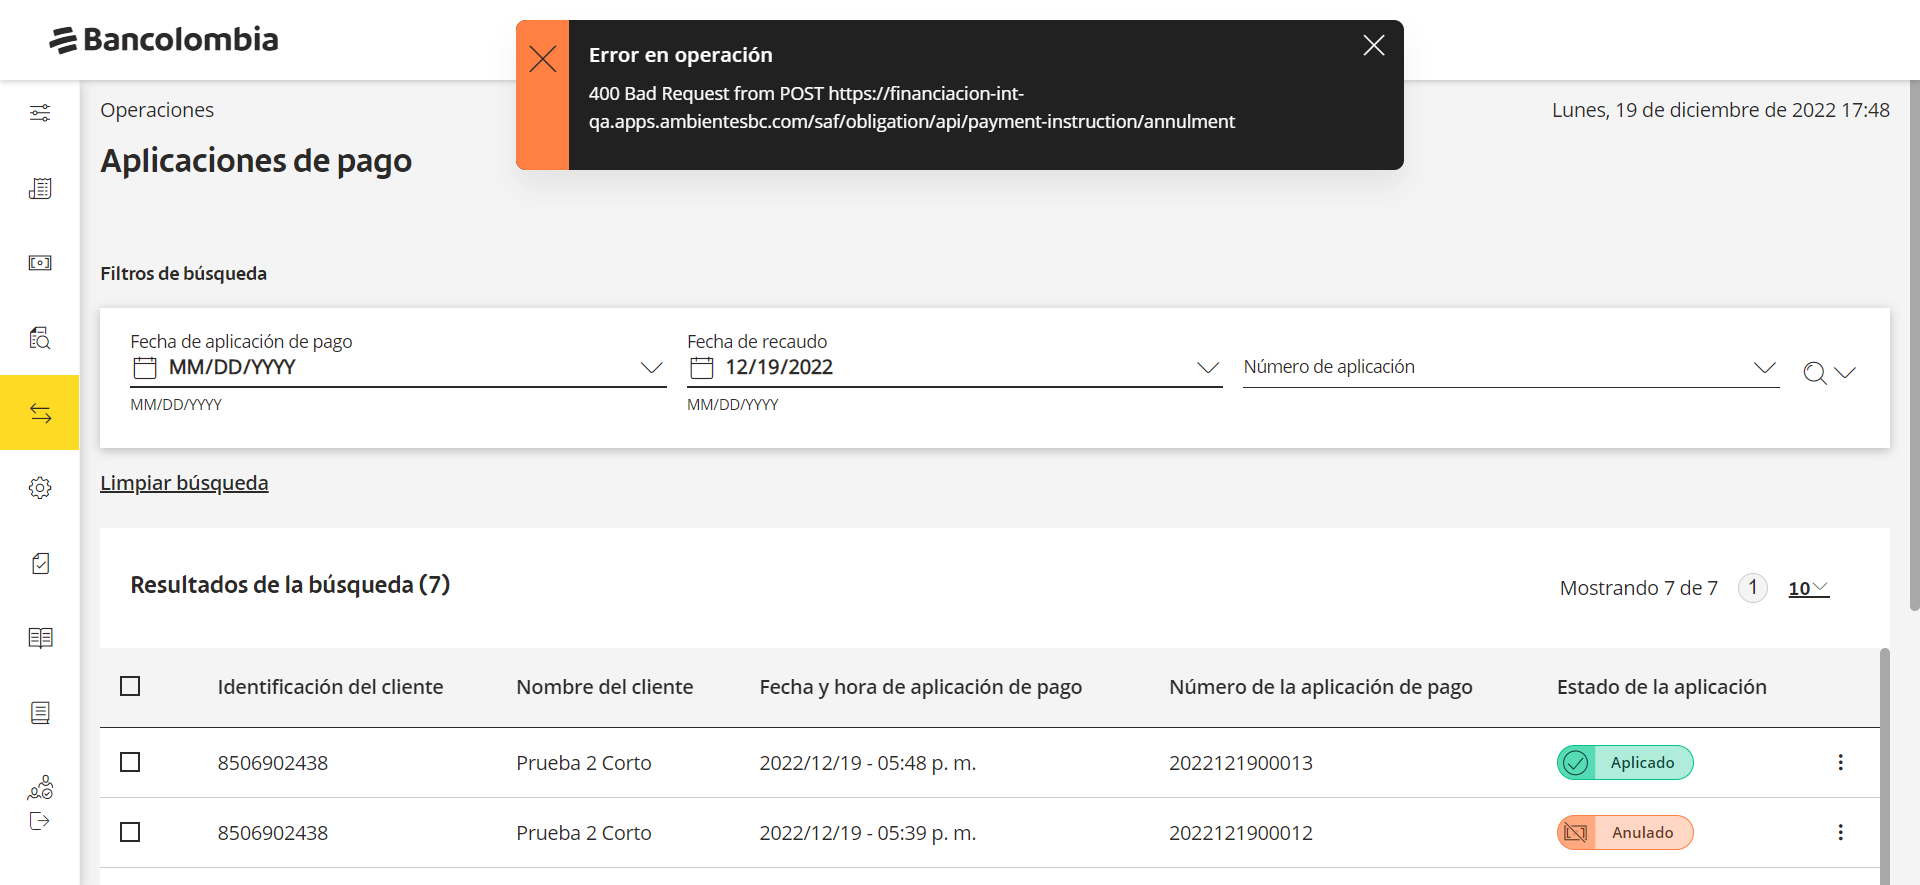 Bancolombia
Error en operación
400 Bad Request from POST https://financiacion-int-
qa.apps.ambientesbc.com/saf/obligation/api/payment-instruction/annulment
Operaciones
Lunes, 19 de diciembre de 2022 17:48
Aplicaciones de pago
Filtros de búsqueda
Fecha de aplicación de pago
MM/DD/YYYY
MM/DD/YYYY
Fecha de recaudo
12/19/2022
MM/DD/YYYY
Número de aplicación
Limpiar búsqueda
Resultados de la búsqueda (7)
Mostrando 7 de 7 1 10
Identificación del cliente Nombre del cliente Fecha y hora de aplicación de pago Número de la aplicación de pago Estado de la aplicación
8506902438 Prueba 2 Corto 2022/12/19 - 05:48 p. m. 2022121900013 Aplicado
8506902438 Prueba 2 Corto 2022/12/19 - 05:39 p. m. 2022121900012 Anulado